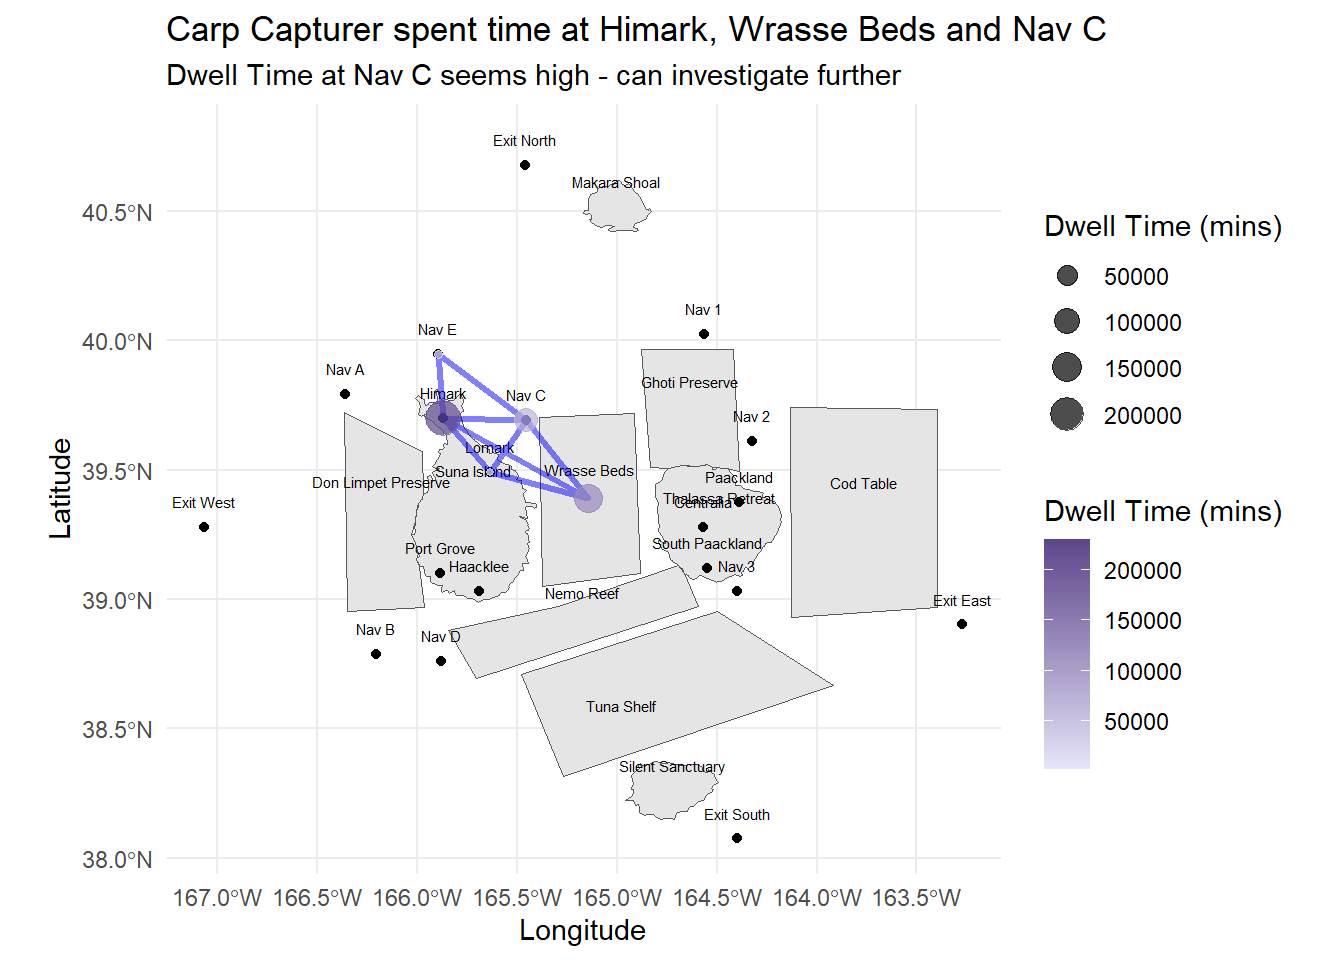 Carp Capturer spent time at Himark, Wrasse Beds and Nav C
Dwell Time at Nav C seems high - can investigate further
Exit North
Makara Shoal
40.5°N
Nav 1
Nav E
40.0°N
Nav A
Ghoti Preserve
Himark
Nav C
Nav 2
Lomark
39.5°N
Suna Island
Wrasse Beds
Paackland
Don Limpet Preserve
Cod Table
Thalassa Retreat
Exit West
Centralia
Port Grove
South Paackland
Haacklee
Nav 3
Nemo Reef
39.0°N
Exit East
Nav B
Nav D
Tuna Shelf
38.5°N
Silent Sanctuary
Exit South
38.0°N
167.0°W 166.5°W 166.0°W 165.5°W 165.0°W 164.5°W 164.0°W 163.5°W
Longitude
Latitude
Dwell Time (mins)
50000
100000
150000
200000
Dwell Time (mins)
200000
150000
100000
50000